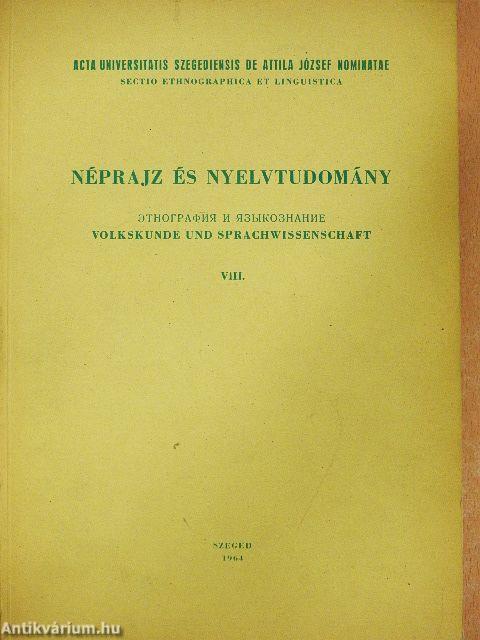 ACTA UNIVERSITATIS SZEGEDIENSIS DE ATTILA JÓZSEF NOMINATAE
SECTIO ETHNOGRAPHICA ET LINGUISTICA
NÉPRAJZ ÉS NYELVTUDOMÁNY
ЭТНОГРАФИЯ И ЯЗЫКОЗНАНИЕ
VOLKSKUNDE UND SPRACHWISSENSCHAFT
VIII.
SZEGED
1964
Antikvárium.hu